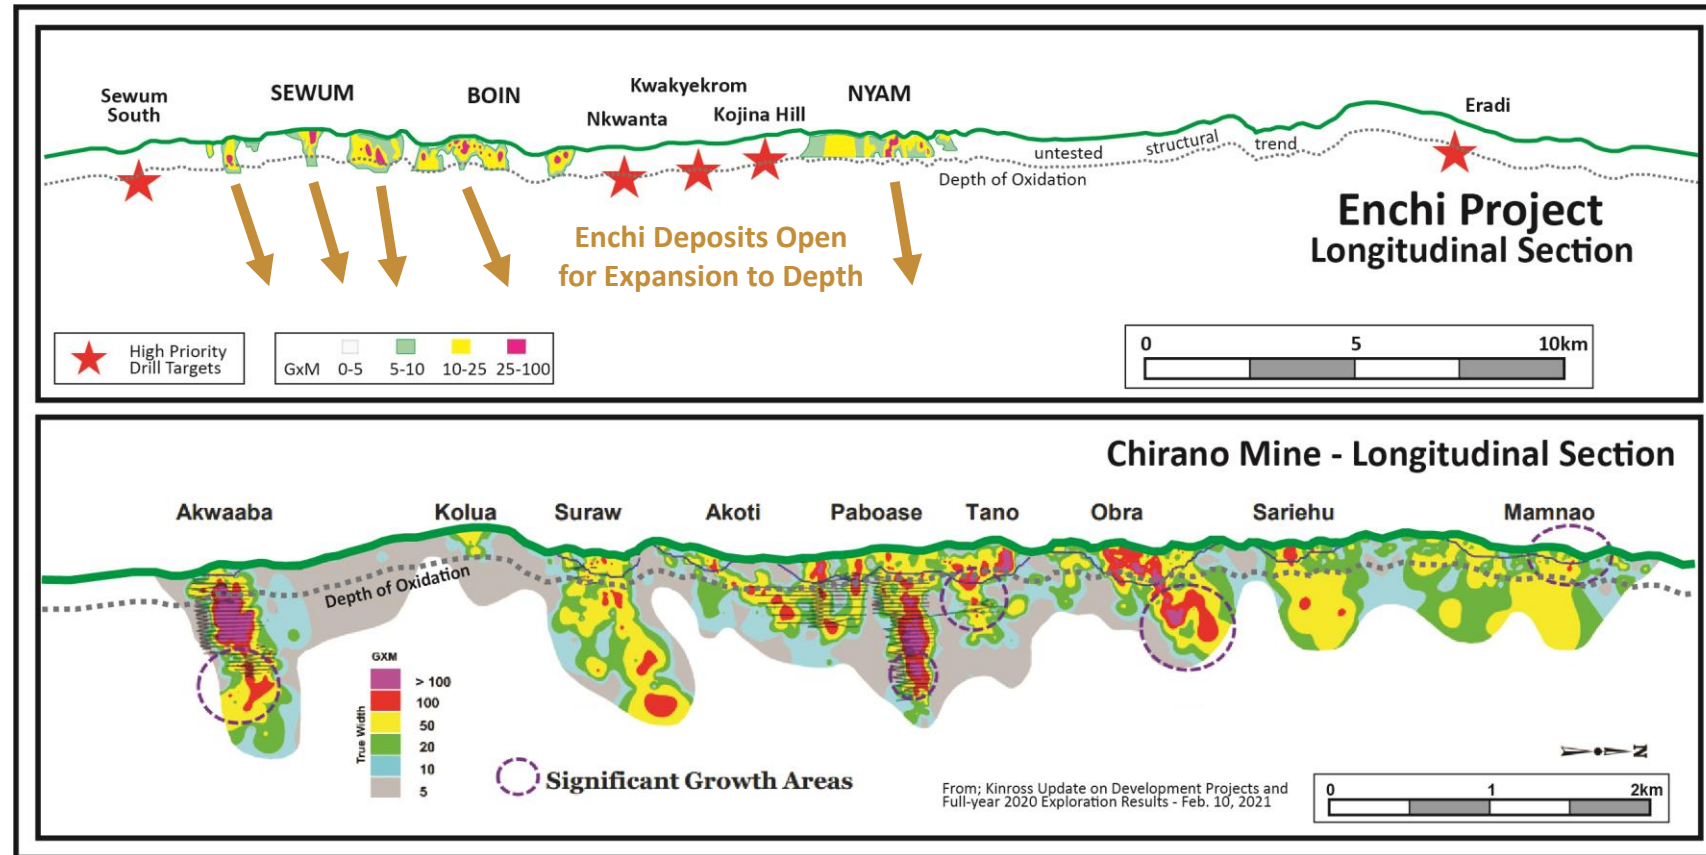 Sewum
South
SEWUM
BOIN
Kwakyekrom
Nkwanta
Kojina Hill
NYAM
Eradi
untested
structural
trend
Depth of Oxidation
Enchi Project
Longitudinal Section
Enchi Deposits Open
for Expansion to Depth
High Priority
Drill Targets
GxM 0-5 5-10 10-25 25-100
0 5 10km
Chirano Mine - Longitudinal Section
Akwaaba
Kolua
Suraw
Akoti
Paboase
Tano
Obra
Sariehu
Mamnao
Depth of Oxidation
GXM
True Width
> 100
100
50
20
10
5
Significant Growth Areas
From; Kinross Update on Development Projects and
Full-year 2020 Exploration Results - Feb. 10, 2021
N
0 1 2km